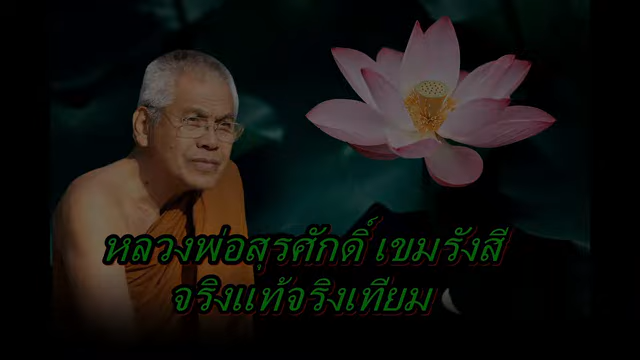 หลวงพ่อสุรศักดิ์ เขมรังสี
จริงแท้จริงเทียม